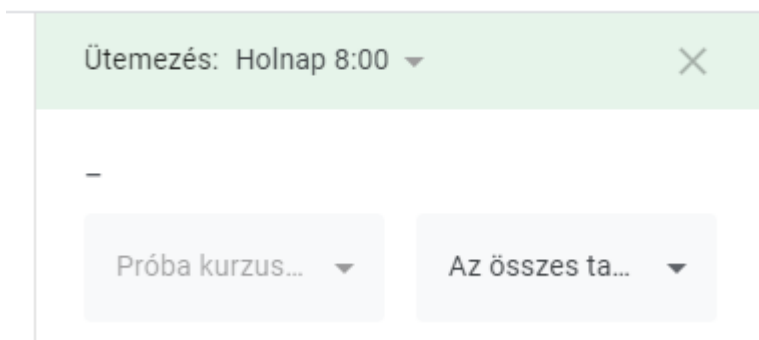 Ütemezés: Holnap 8:00
–
Próba kurzus...
Az összes ta...